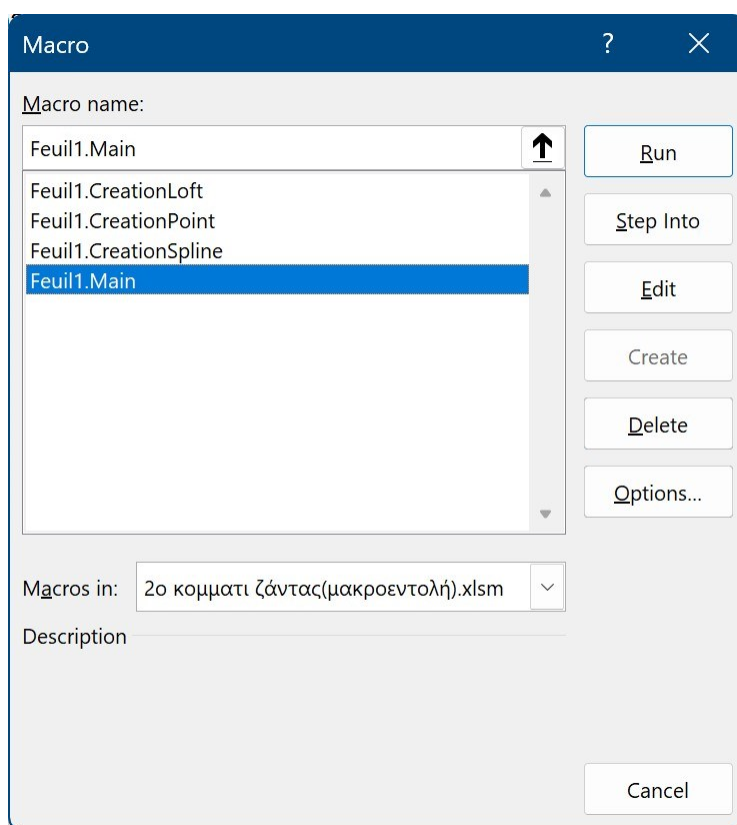 Macro ?
Macro name:
Feuil1.Main
Run
Feuil1.CreationLoft
Feuil1.CreationPoint
Feuil1.CreationSpline
Feuil1.Main
Step Into
Edit
Create
Delete
Options...
Macros in: 2ο κομματι ζάντας(μακροεντολή).xlsm
Description
Cancel